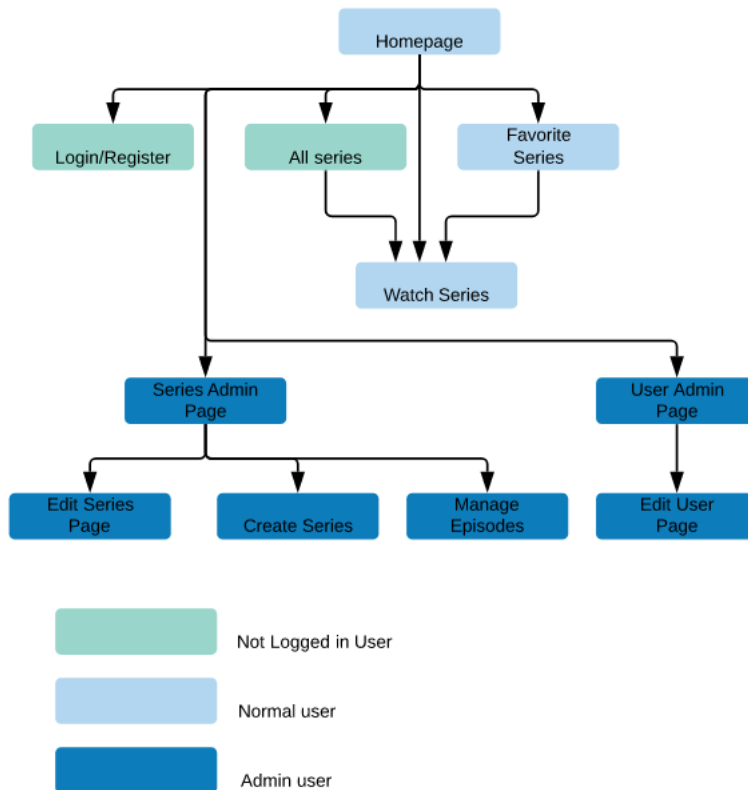 Homepage
Login/Register
All series
Favorite
Series
Watch Series
Series Admin
Page
User Admin
Page
Edit Series
Page
Create Series
Manage
Episodes
Edit User
Page
Not Logged in User
Normal user
Admin user